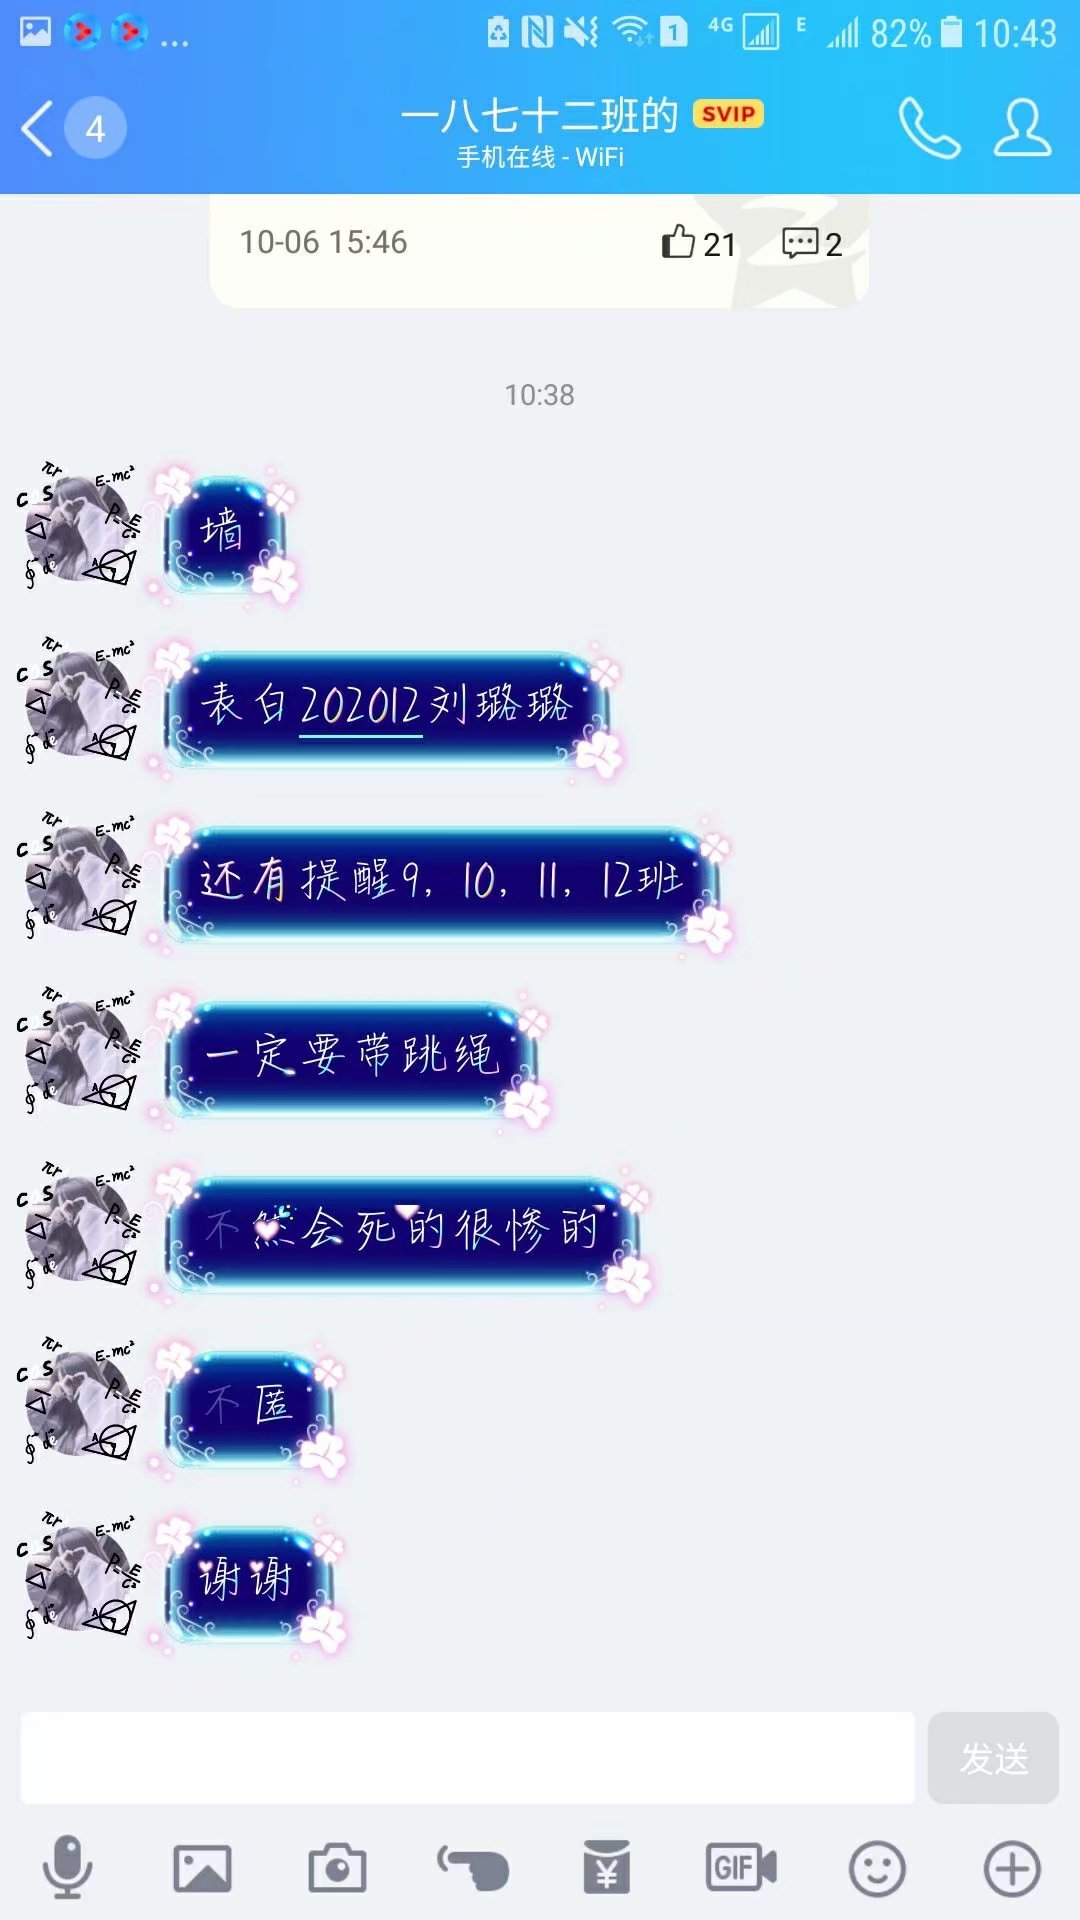 4G E 82% 10:43
4 一八七十二班的 SVIP
手机在线 - WiFi
10-06 15:46 21 2
10:38
墙
表白202012刘璐璐
还有提醒9，10，11，12班
一定要带跳绳
不然会死的很惨的
不匿
谢谢
发送
GIF